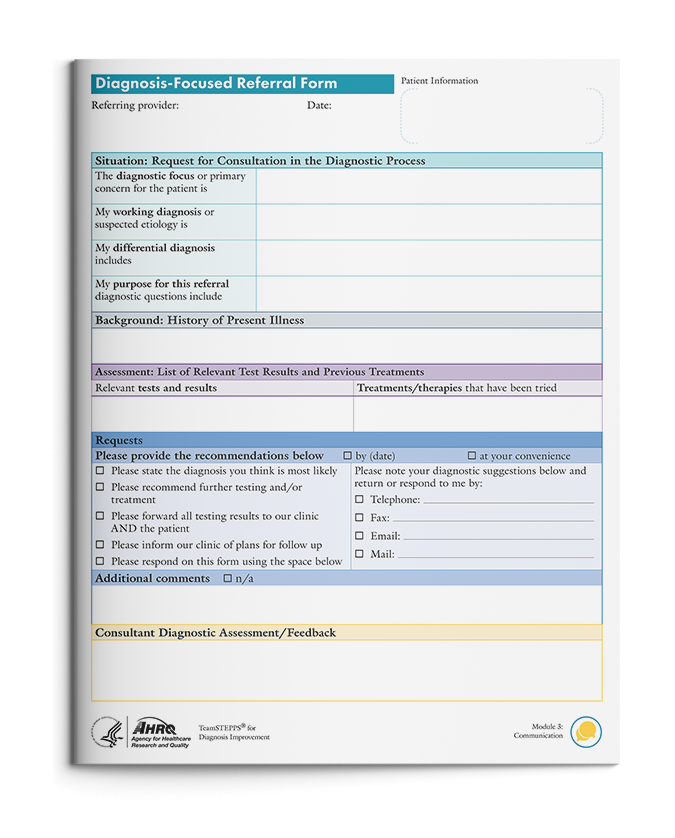 Diagnosis-Focused Referral Form
Patient Information
Referring provider:
Date:
Situation: Request for Consultation in the Diagnostic Process
The diagnostic focus or primary
concern for the patient is
My working diagnosis or
suspected etiology is
My differential diagnosis
includes
My purpose for this referral
diagnostic questions include
Background: History of Present Illness
Assessment: List of Relevant Test Results and Previous Treatments
Relevant tests and results
Treatments/therapies that have been tried
Requests
Please provide the recommendations below
by (date)
at your convenience
Please state the diagnosis you think is most likely
Please recommend further testing and/or
treatment
Please forward all testing results to our clinic
AND the patient
Please inform our clinic of plans for follow up
Please respond on this form using the space below
Please note your diagnostic suggestions below and
return or respond to me by:
Telephone:
Fax:
Email:
Mail:
Additional comments
n/a
Consultant Diagnostic Assessment/Feedback
AHRQ
Agency for Healthcare
Research and Quality
TeamSTEPPS® for
Diagnosis Improvement
Module 3:
Communication